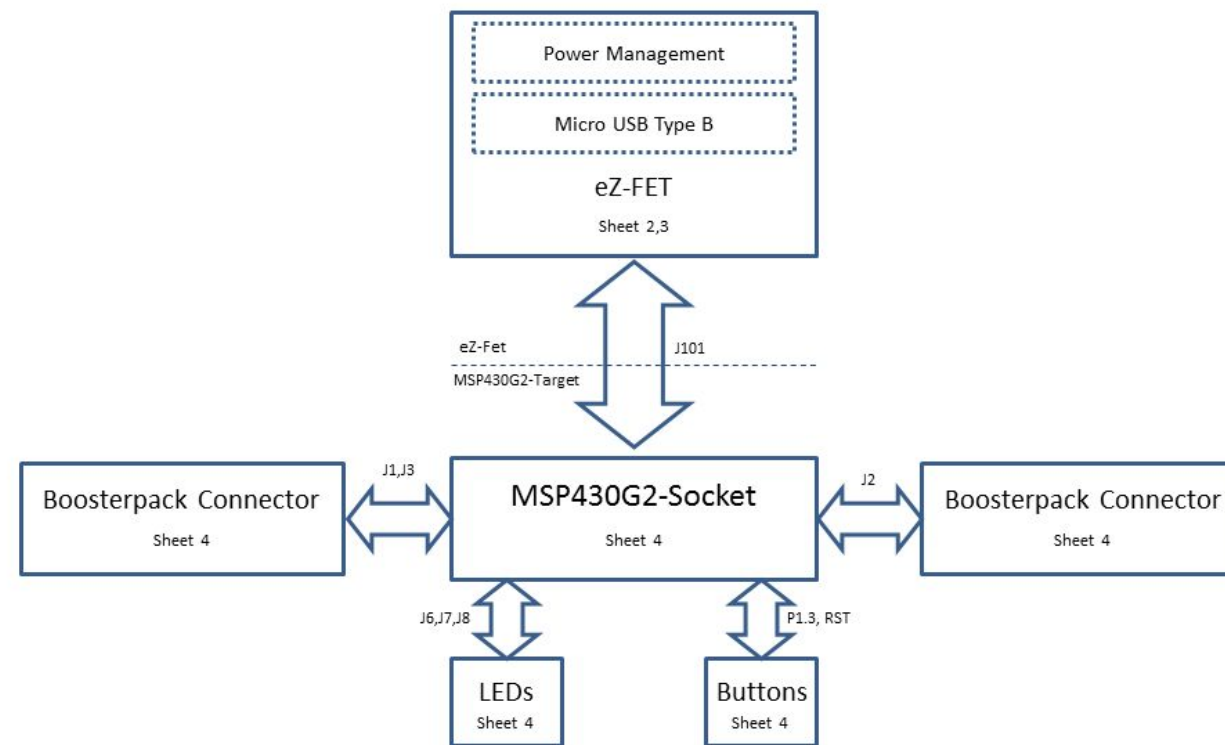 Power Management
Micro USB Type B
eZ-FET
Sheet 2,3
eZ-Fet
J101
MSP430G2-Target
J1,J3
J2
Boosterpack Connector
Sheet 4
MSP430G2-Socket
Sheet 4
Boosterpack Connector
Sheet 4
J6,J7,J8
P1.3, RST
LEDs
Sheet 4
Buttons
Sheet 4